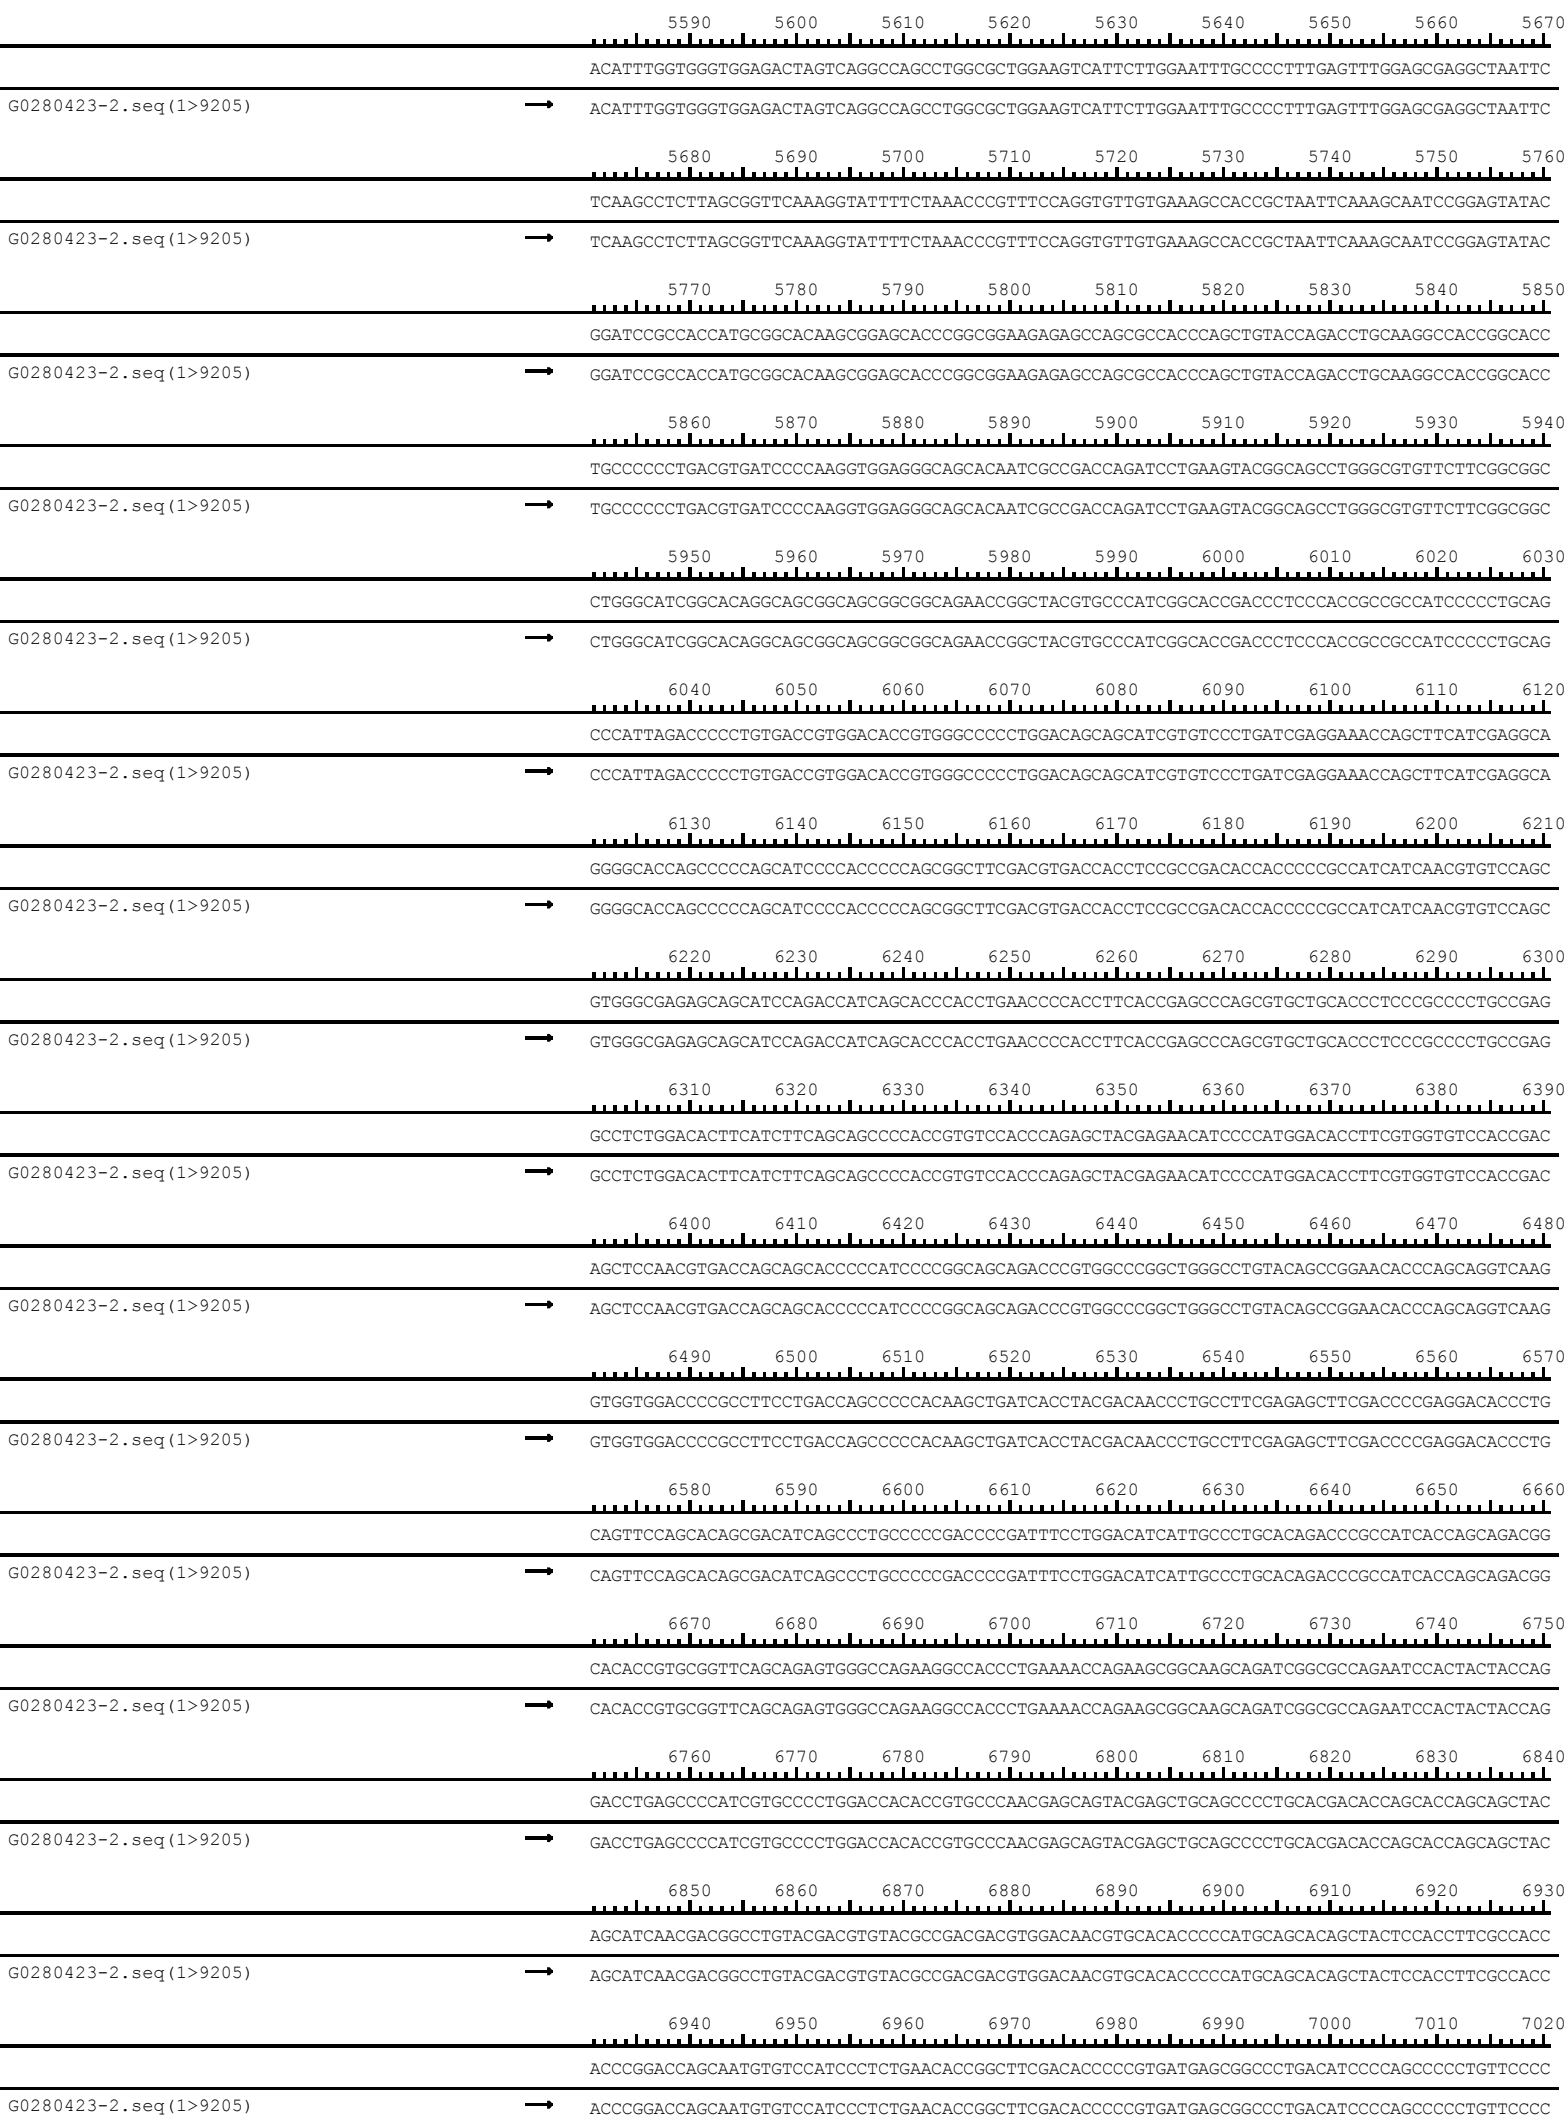 5590 5600 5610 5620 5630 5640 5650 5660 5670
ACATTTGGTGGGTGGAGACTAGTCAGGCCAGCCTGGCGCTGGAAGTCATTCTTGGAATTTGCCCCTTTGAGTTTGGAGCGAGGCTAATTC
G0280423-2.seq(1>9205) → ACATTTGGTGGGTGGAGACTAGTCAGGCCAGCCTGGCGCTGGAAGTCATTCTTGGAATTTGCCCCTTTGAGTTTGGAGCGAGGCTAATTC
5680 5690 5700 5710 5720 5730 5740 5750 5760
TCAAGCCTCTTAGCGGTTCAAAGGTATTTTCTAAACCCGTTTCCAGGTGTTGTGAAAGCCACCGCTAATTCAAAGCAATCCGGAGTATAC
G0280423-2.seq(1>9205) → TCAAGCCTCTTAGCGGTTCAAAGGTATTTTCTAAACCCGTTTCCAGGTGTTGTGAAAGCCACCGCTAATTCAAAGCAATCCGGAGTATAC
5770 5780 5790 5800 5810 5820 5830 5840 5850
GGATCCGCCACCATGCGGCACAAGCGGAGCACCCGGCGGAAGAGAGCCAGCGCCACCCAGCTGTACCAGACCTGCAAGGCCACCGGCACC
G0280423-2.seq(1>9205) → GGATCCGCCACCATGCGGCACAAGCGGAGCACCCGGCGGAAGAGAGCCAGCGCCACCCAGCTGTACCAGACCTGCAAGGCCACCGGCACC
5860 5870 5880 5890 5900 5910 5920 5930 5940
TGCCCCCCTGACGTGATCCCCAAGGTGGAGGGCAGCACAATCGCCGACCAGATCCTGAAGTACGGCAGCCTGGGCGTGTTCTTCGGCGGC
G0280423-2.seq(1>9205) → TGCCCCCCTGACGTGATCCCCAAGGTGGAGGGCAGCACAATCGCCGACCAGATCCTGAAGTACGGCAGCCTGGGCGTGTTCTTCGGCGGC
5950 5960 5970 5980 5990 6000 6010 6020 6030
CTGGGCATCGGCACAGGCAGCGGCAGCGGCGGCAGAACCGGCTACGTGCCCATCGGCACCGACCCTCCCACCGCCGCCATCCCCCTGCAG
G0280423-2.seq(1>9205) → CTGGGCATCGGCACAGGCAGCGGCAGCGGCGGCAGAACCGGCTACGTGCCCATCGGCACCGACCCTCCCACCGCCGCCATCCCCCTGCAG
6040 6050 6060 6070 6080 6090 6100 6110 6120
CCCATTAGACCCCCTGTGACCGTGGACACCGTGGGCCCCCTGGACAGCAGCATCGTGTCCCTGATCGAGGAAACCAGCTTCATCGAGGCA
G0280423-2.seq(1>9205) → CCCATTAGACCCCCTGTGACCGTGGACACCGTGGGCCCCCTGGACAGCAGCATCGTGTCCCTGATCGAGGAAACCAGCTTCATCGAGGCA
6130 6140 6150 6160 6170 6180 6190 6200 6210
GGGGCACCAGCCCCCAGCATCCCCACCCCCAGCGGCTTCGACGTGACCACCTCCGCCGACACCACCCCCGCCATCATCAACGTGTCCAGC
G0280423-2.seq(1>9205) → GGGGCACCAGCCCCCAGCATCCCCACCCCCAGCGGCTTCGACGTGACCACCTCCGCCGACACCACCCCCGCCATCATCAACGTGTCCAGC
6220 6230 6240 6250 6260 6270 6280 6290 6300
GTGGGCGAGAGCAGCATCCAGACCATCAGCACCCACCTGAACCCCACCTTCACCGAGCCCAGCGTGCTGCACCCTCCCGCCCCTGCCGAG
G0280423-2.seq(1>9205) → GTGGGCGAGAGCAGCATCCAGACCATCAGCACCCACCTGAACCCCACCTTCACCGAGCCCAGCGTGCTGCACCCTCCCGCCCCTGCCGAG
6310 6320 6330 6340 6350 6360 6370 6380 6390
GCCTCTGGACACTTCATCTTCAGCAGCCCCACCGTGTCCACCCAGAGCTACGAGAACATCCCCATGGACACCTTCGTGGTGTCCACCGAC
G0280423-2.seq(1>9205) → GCCTCTGGACACTTCATCTTCAGCAGCCCCACCGTGTCCACCCAGAGCTACGAGAACATCCCCATGGACACCTTCGTGGTGTCCACCGAC
6400 6410 6420 6430 6440 6450 6460 6470 6480
AGCTCCAACGTGACCAGCAGCACCCCCATCCCCGGCAGCAGACCCGTGGCCCGGCTGGGCCTGTACAGCCGGAACACCCAGCAGGTCAAG
G0280423-2.seq(1>9205) → AGCTCCAACGTGACCAGCAGCACCCCCATCCCCGGCAGCAGACCCGTGGCCCGGCTGGGCCTGTACAGCCGGAACACCCAGCAGGTCAAG
6490 6500 6510 6520 6530 6540 6550 6560 6570
GTGGTGGACCCCGCCTTCCTGACCAGCCCCCACAAGCTGATCACCTACGACAACCCTGCCTTCGAGAGCTTCGACCCCGAGGACACCCTG
G0280423-2.seq(1>9205) → GTGGTGGACCCCGCCTTCCTGACCAGCCCCCACAAGCTGATCACCTACGACAACCCTGCCTTCGAGAGCTTCGACCCCGAGGACACCCTG
6580 6590 6600 6610 6620 6630 6640 6650 6660
CAGTTCCAGCACAGCGACATCAGCCCTGCCCCCGACCCCGATTTCCTGGACATCATTGCCCTGCACAGACCCGCCATCACCAGCAGACGG
G0280423-2.seq(1>9205) → CAGTTCCAGCACAGCGACATCAGCCCTGCCCCCGACCCCGATTTCCTGGACATCATTGCCCTGCACAGACCCGCCATCACCAGCAGACGG
6670 6680 6690 6700 6710 6720 6730 6740 6750
CACACCGTGCGGTTCAGCAGAGTGGGCCAGAAGGCCACCCTGAAAACCAGAAGCGGCAAGCAGATCGGCGCCAGAATCCACTACTACCAG
G0280423-2.seq(1>9205) → CACACCGTGCGGTTCAGCAGAGTGGGCCAGAAGGCCACCCTGAAAACCAGAAGCGGCAAGCAGATCGGCGCCAGAATCCACTACTACCAG
6760 6770 6780 6790 6800 6810 6820 6830 6840
GACCTGAGCCCCATCGTGCCCCTGGACCACACCGTGCCCAACGAGCAGTACGAGCTGCAGCCCCTGCACGACACCAGCACCAGCAGCTAC
G0280423-2.seq(1>9205) → GACCTGAGCCCCATCGTGCCCCTGGACCACACCGTGCCCAACGAGCAGTACGAGCTGCAGCCCCTGCACGACACCAGCACCAGCAGCTAC
6850 6860 6870 6880 6890 6900 6910 6920 6930
AGCATCAACGACGGCCTGTACGACGTGTACGCCGACGACGTGGACAACGTGCACACCCCCATGCAGCACAGCTACTCCACCTTCGCCACC
G0280423-2.seq(1>9205) → AGCATCAACGACGGCCTGTACGACGTGTACGCCGACGACGTGGACAACGTGCACACCCCCATGCAGCACAGCTACTCCACCTTCGCCACC
6940 6950 6960 6970 6980 6990 7000 7010 7020
ACCCGGACCAGCAATGTGTCCATCCCTCTGAACACCGGCTTCGACACCCCCGTGATGAGCGGCCCTGACATCCCCAGCCCCCTGTTCCCC
G0280423-2.seq(1>9205) → ACCCGGACCAGCAATGTGTCCATCCCTCTGAACACCGGCTTCGACACCCCCGTGATGAGCGGCCCTGACATCCCCAGCCCCCTGTTCCCC